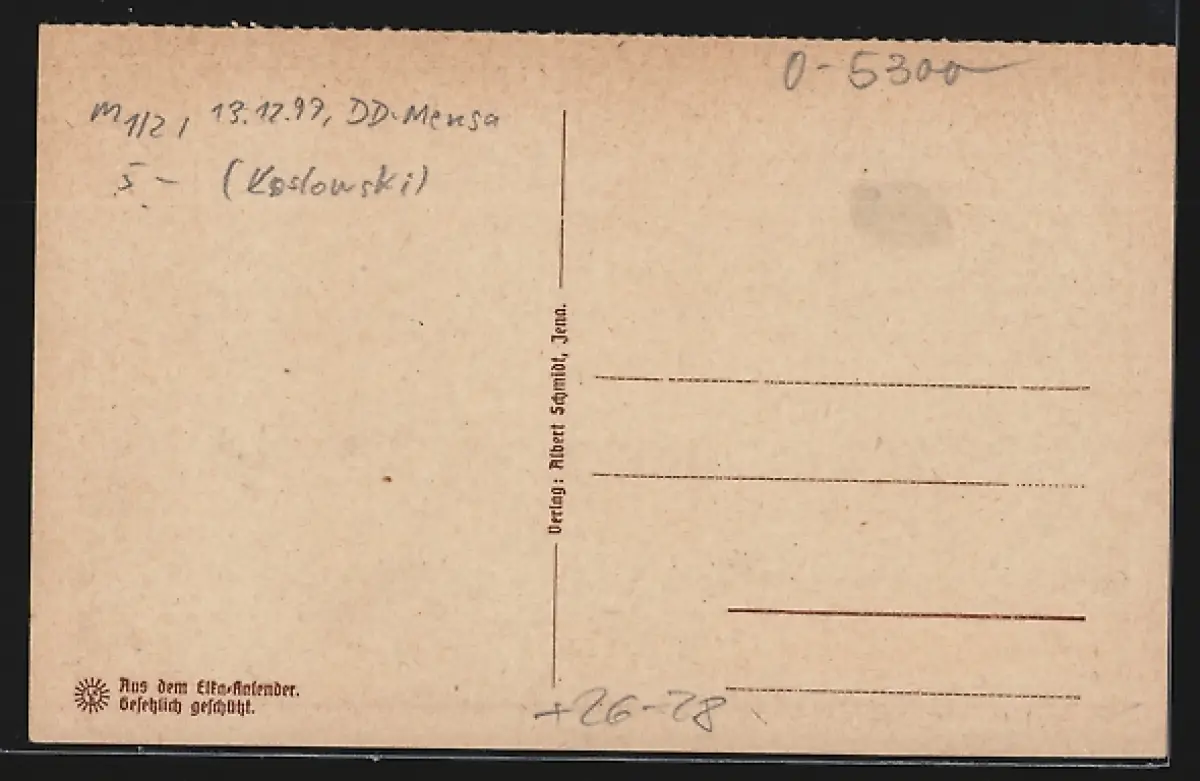 0-5300
M 1/2, 13.12.97, DD-Mensa
5 - (Koslowski)
Verlag: Albert Schmidt, Jena.
Aus dem Elka-Kalender.
Gesetzlich geschützt.
+26-28